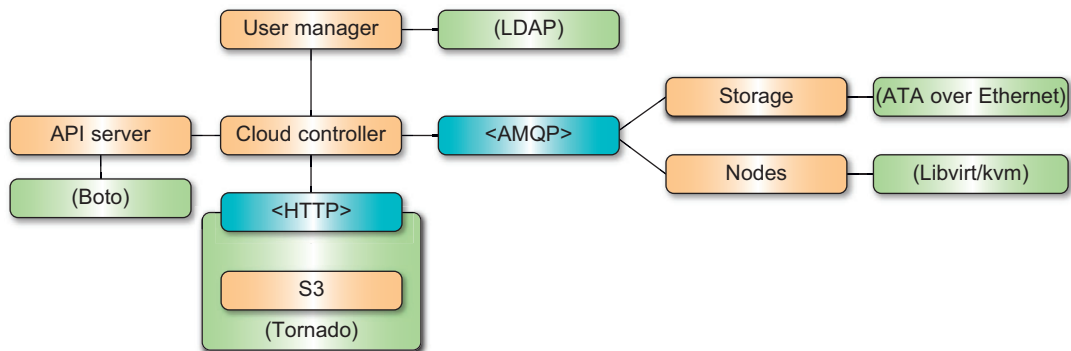 User manager
(LDAP)
Storage
(ATA over Ethernet)
API server
Cloud controller
<AMQP>
Nodes
(Libvirt/kvm)
(Boto)
<HTTP>
S3
(Tornado)